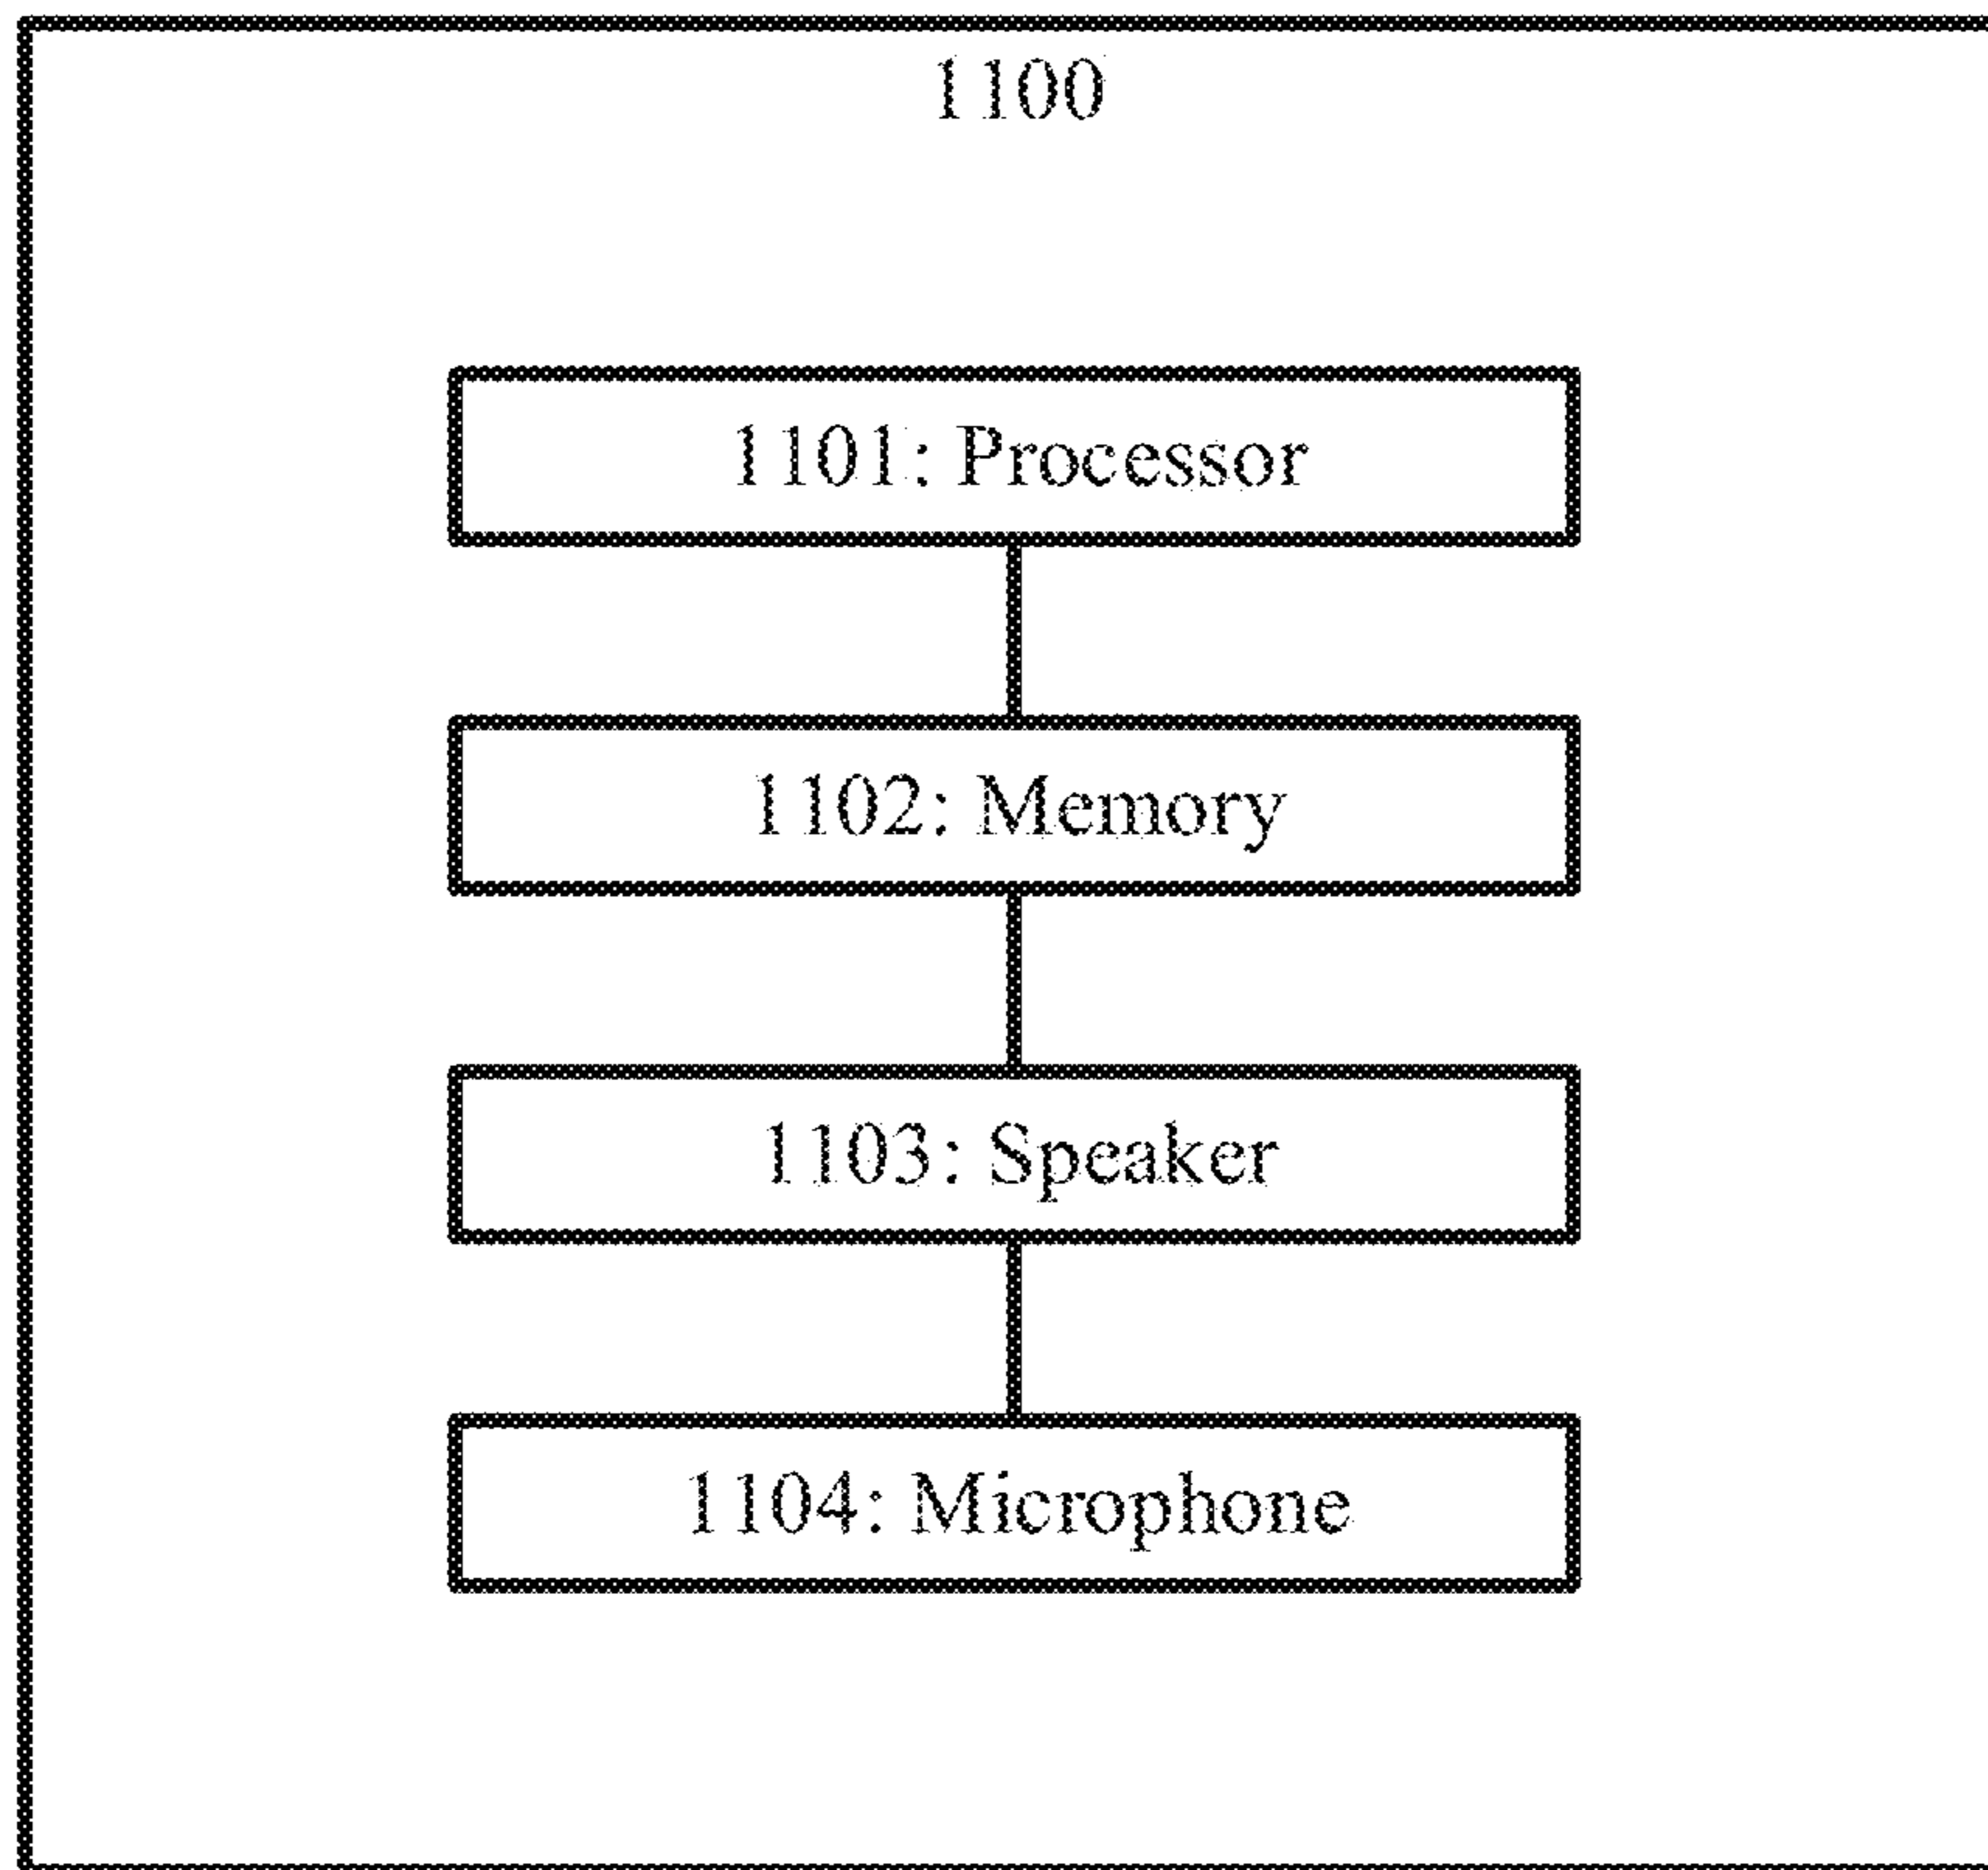 1100
1101: Processor
1102: Memory
1103: Speaker
1104: Microphone